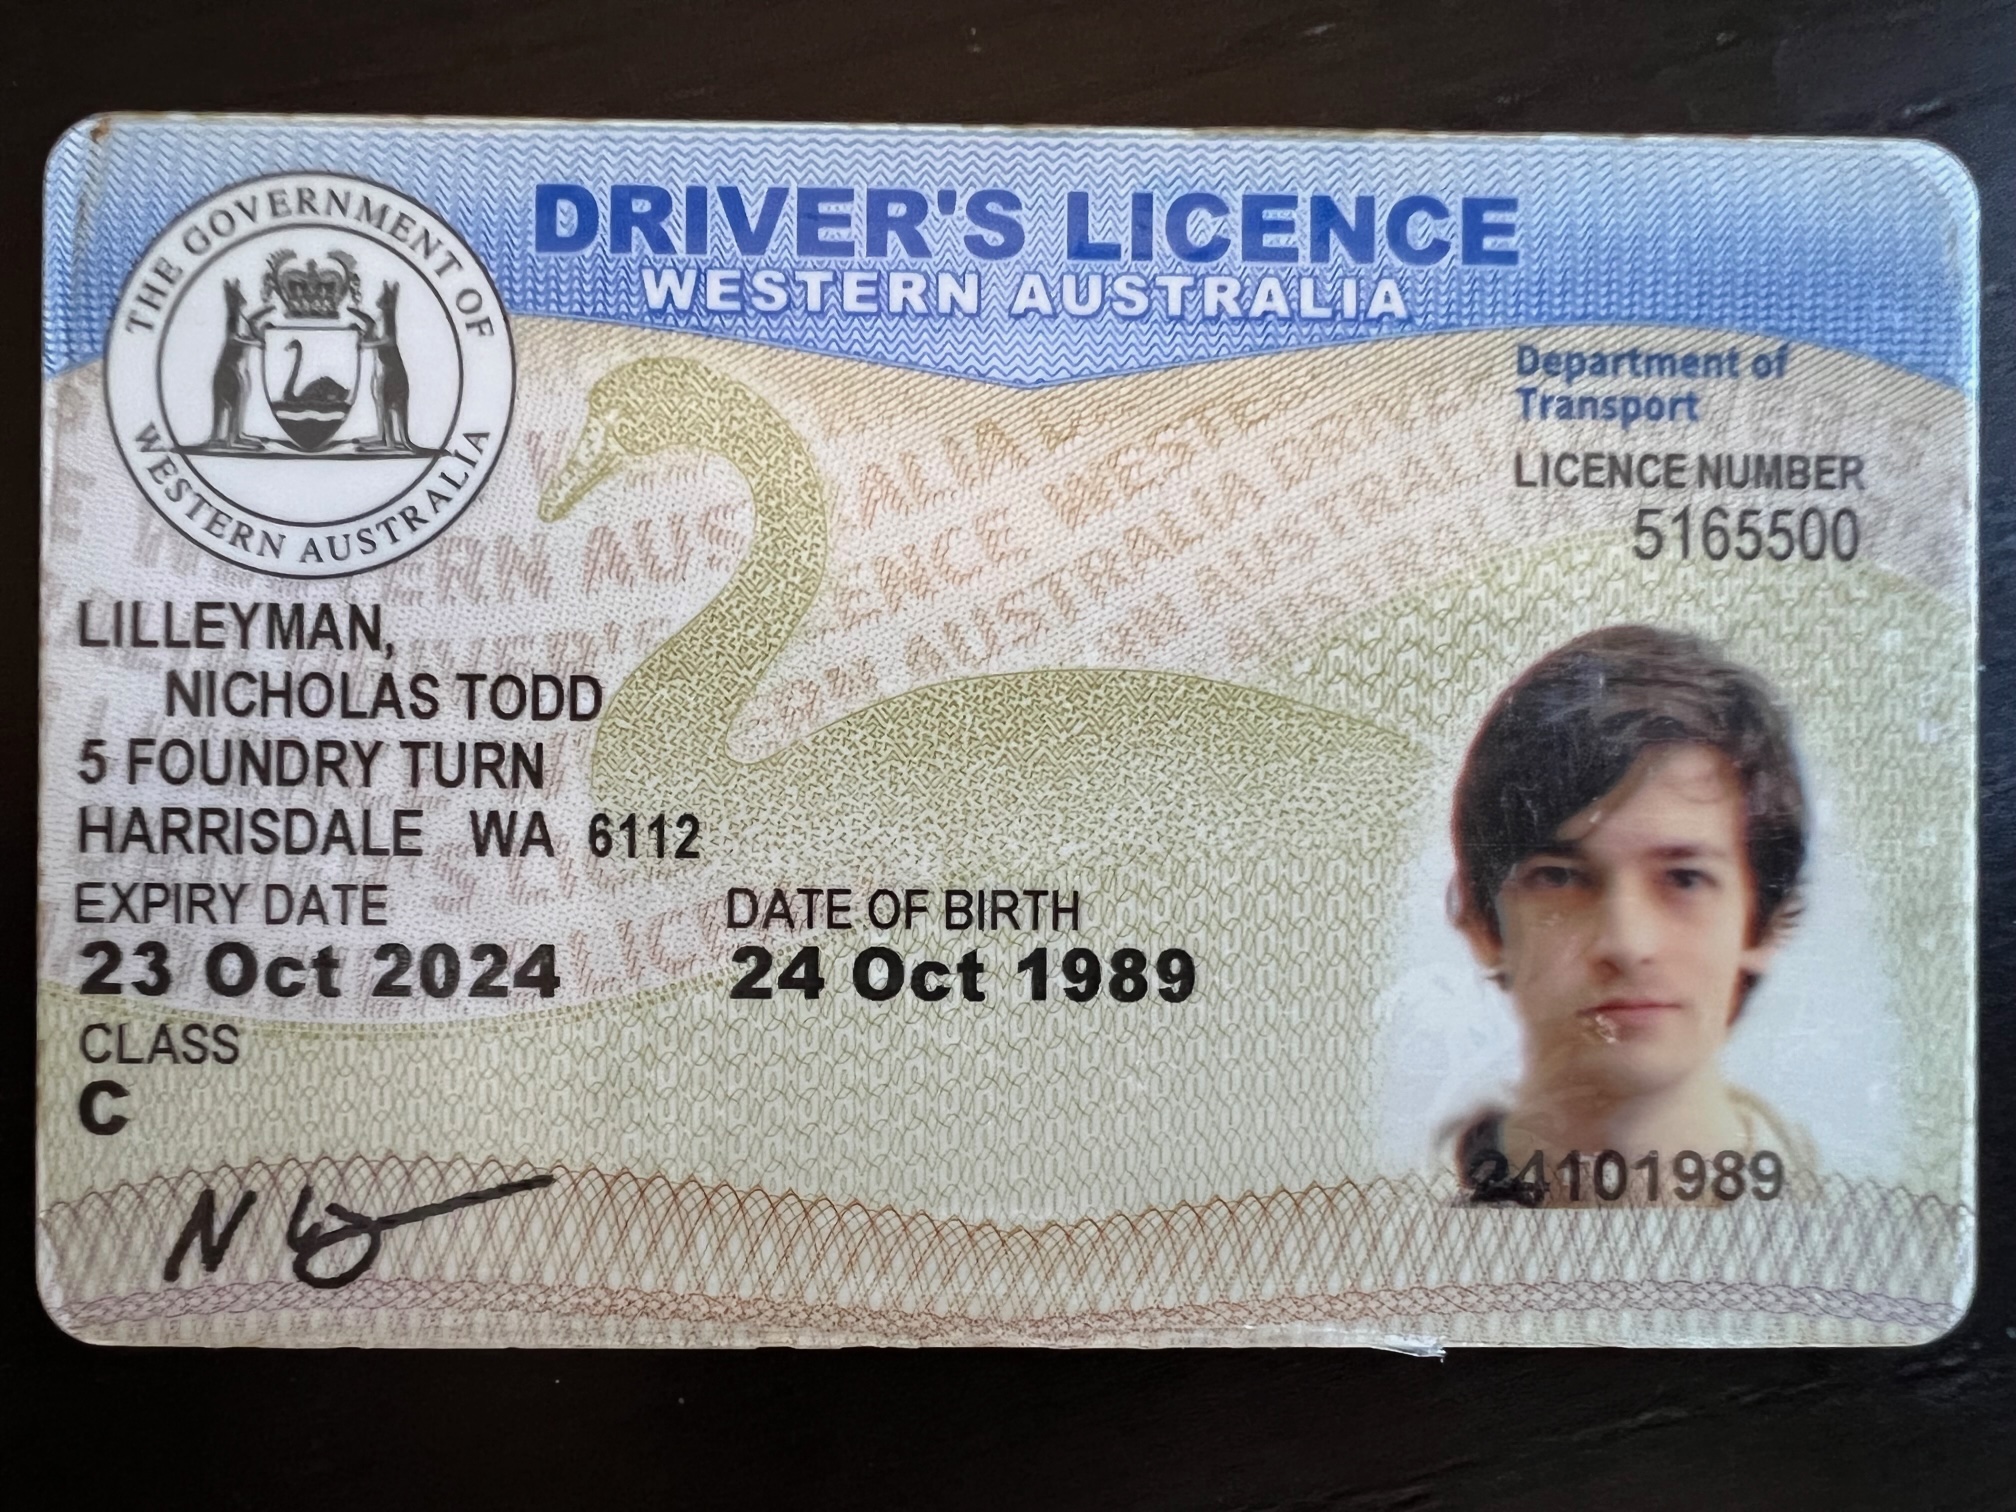 THE GOVERNMENT OF
WESTERN AUSTRALIA
DRIVER'S LICENCE
WESTERN AUSTRALIA
Department of
Transport
LICENCE NUMBER
5165500
LILLEYMAN,
NICHOLAS TODD
5 FOUNDRY TURN
HARRISDALE WA 6112
EXPIRY DATE
23 Oct 2024
DATE OF BIRTH
24 Oct 1989
CLASS
C
24101989